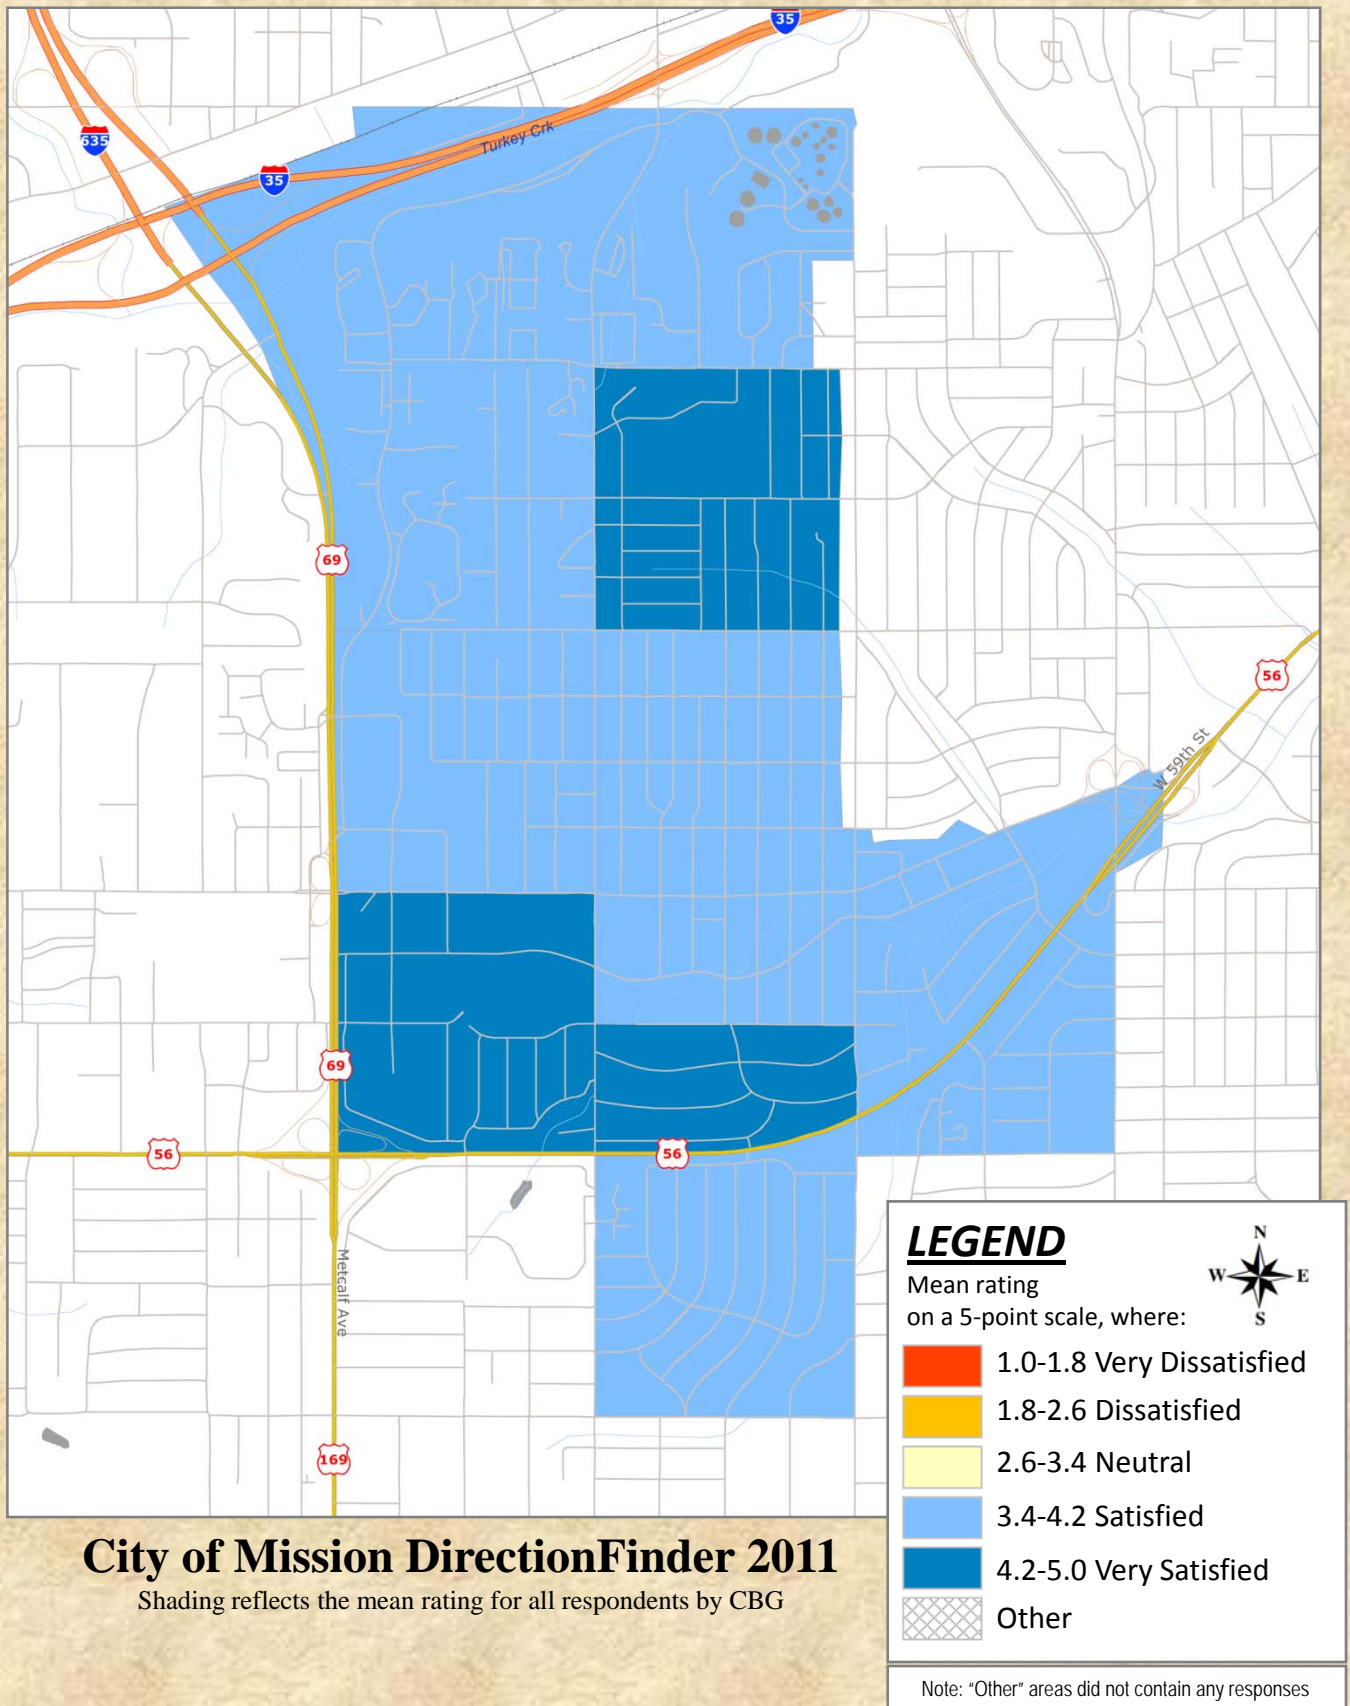 35
635
35
Turkey Crk
69
56
W 59th St
69
56
56
Metcalf Ave
169
LEGEND
N
W
E
S
Mean rating
on a 5-point scale, where:
1.0-1.8 Very Dissatisfied
1.8-2.6 Dissatisfied
2.6-3.4 Neutral
3.4-4.2 Satisfied
4.2-5.0 Very Satisfied
Other
City of Mission DirectionFinder 2011
Shading reflects the mean rating for all respondents by CBG
Note: “Other” areas did not contain any responses